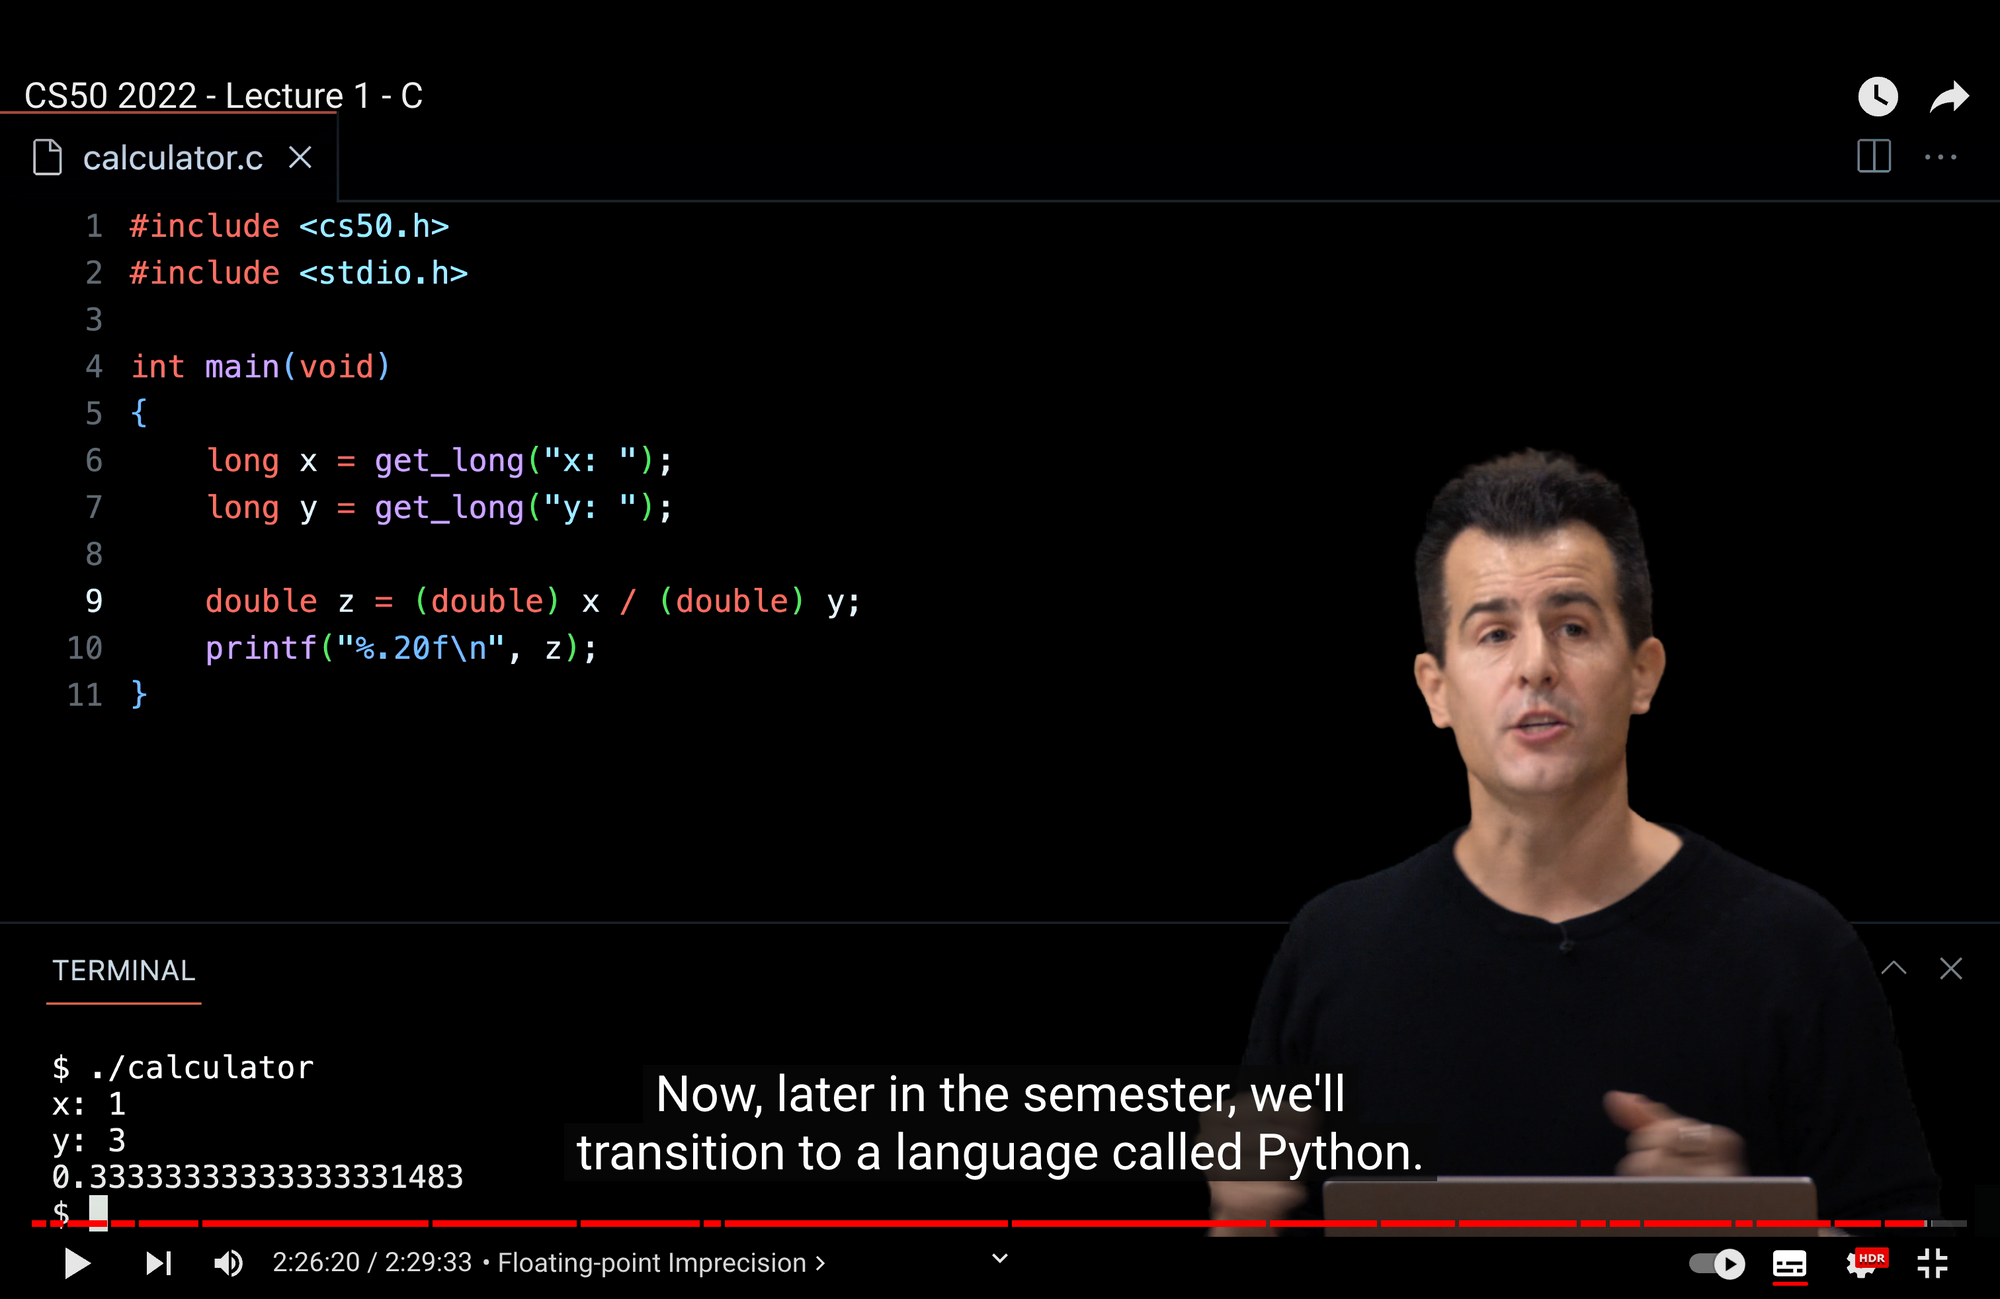 CS50 2022 - Lecture 1 - C
calculator.c
1 #include <cs50.h>
2 #include <stdio.h>
3
4 int main(void)
5 {
6     long x = get_long("x: ");
7     long y = get_long("y: ");
8
9     double z = (double) x / (double) y;
10     printf("%.20f\n", z);
11 }
TERMINAL
$ ./calculator
x: 1
y: 3
0.33333333333333331483
$
Now, later in the semester, we'll
transition to a language called Python.
2:26:20 / 2:29:33 • Floating-point Imprecision >
HDR